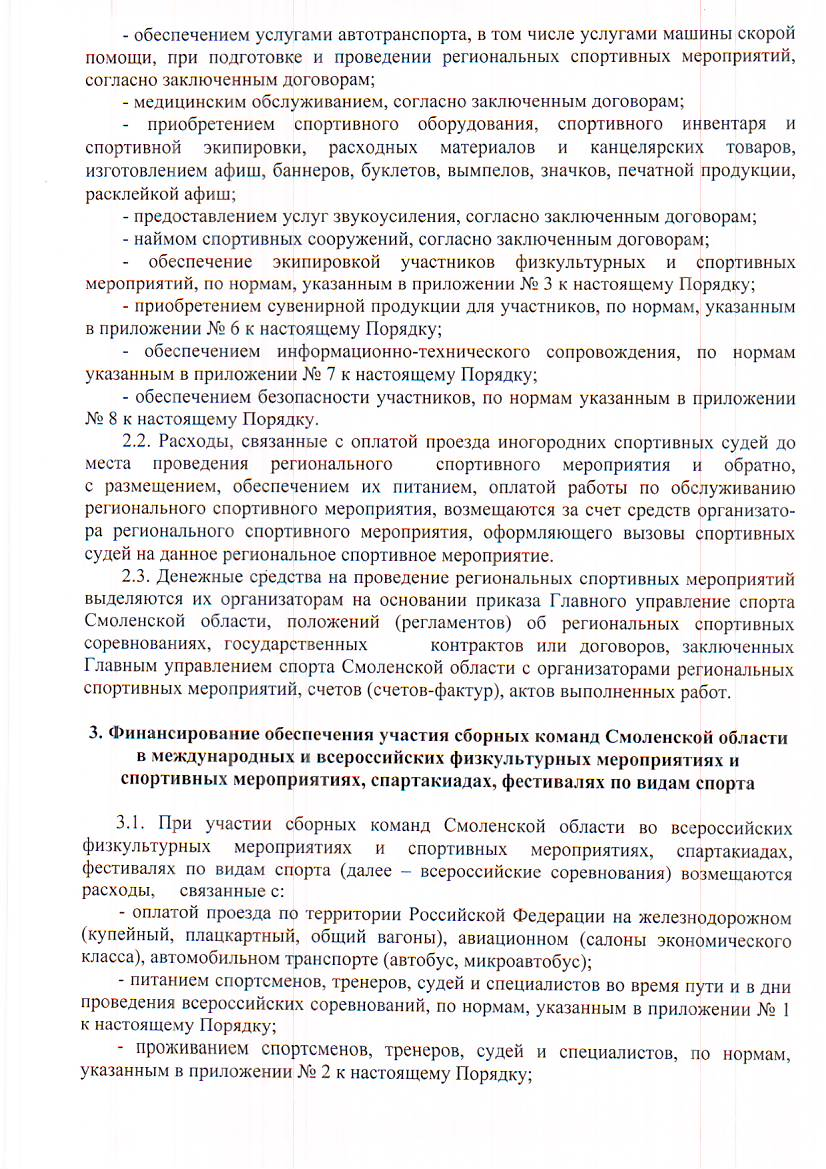 - обеспечением услугами автотранспорта, в том числе услугами машины скорой
помощи, при подготовке и проведении региональных спортивных мероприятий,
согласно заключенным договорам;
- медицинским обслуживанием, согласно заключенным договорам;
- приобретением спортивного оборудования, спортивного инвентаря и
спортивной экипировки, расходных материалов и канцелярских товаров,
изготовлением афиш, баннеров, буклетов, вымпелов, значков, печатной продукции,
расклейкой афиш;
- предоставлением услуг звукоусиления, согласно заключенным договорам;
- наймом спортивных сооружений, согласно заключенным договорам;
- обеспечение экипировкой участников физкультурных и спортивных
мероприятий, по нормам, указанным в приложении № 3 к настоящему Порядку;
- приобретением сувенирной продукции для участников, по нормам, указанным
в приложении № 6 к настоящему Порядку;
- обеспечением информационно-технического сопровождения, по нормам
указанным в приложении № 7 к настоящему Порядку;
- обеспечением безопасности участников, по нормам указанным в приложении
№ 8 к настоящему Порядку.
2.2. Расходы, связанные с оплатой проезда иногородних спортивных судей до
места проведения регионального спортивного мероприятия и обратно,
с размещением, обеспечением их питанием, оплатой работы по обслуживанию
регионального спортивного мероприятия, возмещаются за счет средств организато-
ра регионального спортивного мероприятия, оформляющего вызовы спортивных
судей на данное региональное спортивное мероприятие.
2.3. Денежные средства на проведение региональных спортивных мероприятий
выделяются их организаторам на основании приказа Главного управление спорта
Смоленской области, положений (регламентов) об региональных спортивных
соревнованиях, государственных контрактов или договоров, заключенных
Главным управлением спорта Смоленской области с организаторами региональных
спортивных мероприятий, счетов (счетов-фактур), актов выполненных работ.
3. Финансирование обеспечения участия сборных команд Смоленской области
в международных и всероссийских физкультурных мероприятиях и
спортивных мероприятиях, спартакиадах, фестивалях по видам спорта
3.1. При участии сборных команд Смоленской области во всероссийских
физкультурных мероприятиях и спортивных мероприятиях, спартакиадах,
фестивалях по видам спорта (далее – всероссийские соревнования) возмещаются
расходы, связанные с:
- оплатой проезда по территории Российской Федерации на железнодорожном
(купейный, плацкартный, общий вагоны), авиационном (салоны экономического
класса), автомобильном транспорте (автобус, микроавтобус);
- питанием спортсменов, тренеров, судей и специалистов во время пути и в дни
проведения всероссийских соревнований, по нормам, указанным в приложении № 1
к настоящему Порядку;
- проживанием спортсменов, тренеров, судей и специалистов, по нормам,
указанным в приложении № 2 к настоящему Порядку;